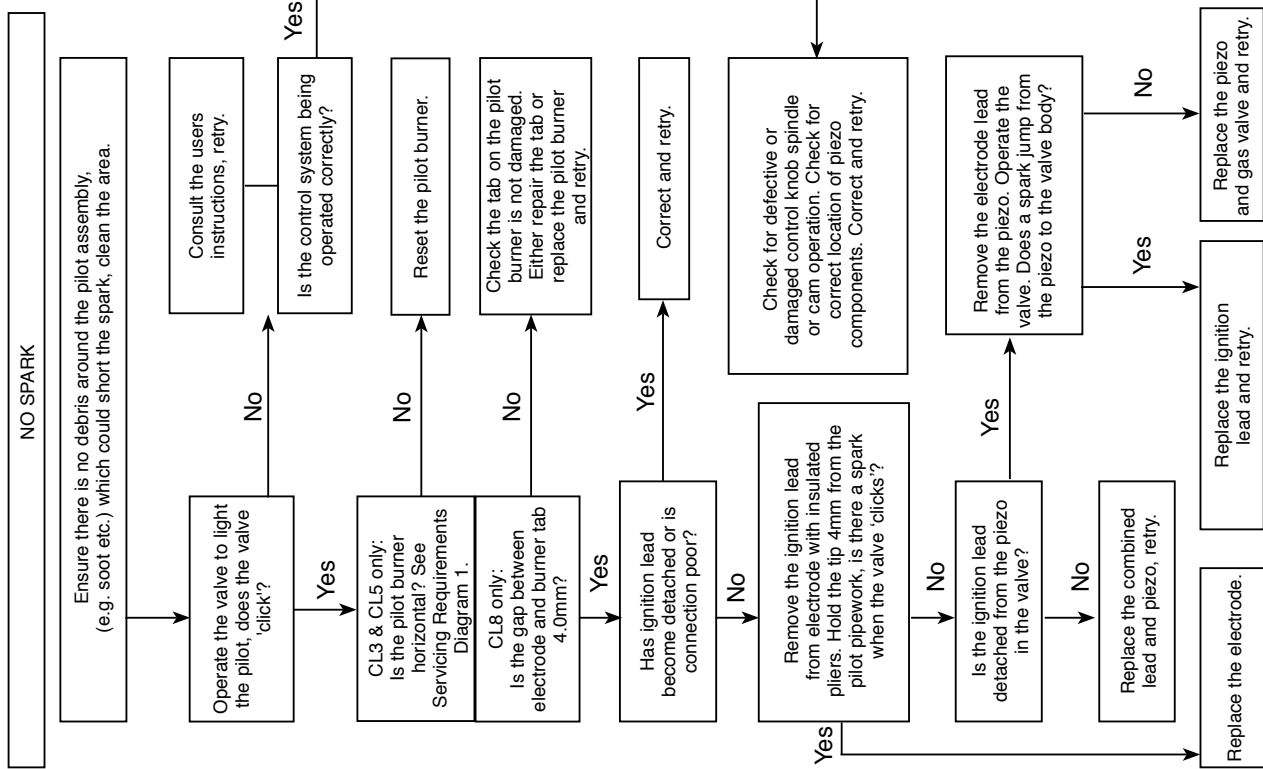 NO SPARK
Ensure there is no debris around the pilot assembly,
(e.g. soot etc.) which could short the spark, clean the area.
Operate the valve to light
the pilot, does the valve
'click'?
No
Consult the users
instructions, retry.
Is the control system being
operated correctly?
Yes
Yes
CL3 & CL5 only:
Is the pilot burner
horizontal? See
Servicing Requirements
Diagram 1.
No
Reset the pilot burner.
CL8 only:
Is the gap between
electrode and burner tab
4.0mm?
No
Check the tab on the pilot
burner is not damaged.
Either repair the tab or
replace the pilot burner
and retry.
Yes
Has ignition lead
become detached or is
connection poor?
Yes
Correct and retry.
No
Remove the ignition lead
from electrode with insulated
pliers. Hold the tip 4mm from the
pilot pipework, is there a spark
when the valve 'clicks'?
Check for defective or
damaged control knob spindle
or cam operation. Check for
correct location of piezo
components. Correct and retry.
Yes
No
Is the ignition lead
detached from the piezo
in the valve?
Yes
Remove the electrode lead
from the piezo. Operate the
valve. Does a spark jump from
the piezo to the valve body?
No
Replace the combined
lead and piezo, retry.
Yes
No
Replace the electrode.
Replace the ignition
lead and retry.
Replace the piezo
and gas valve and retry.